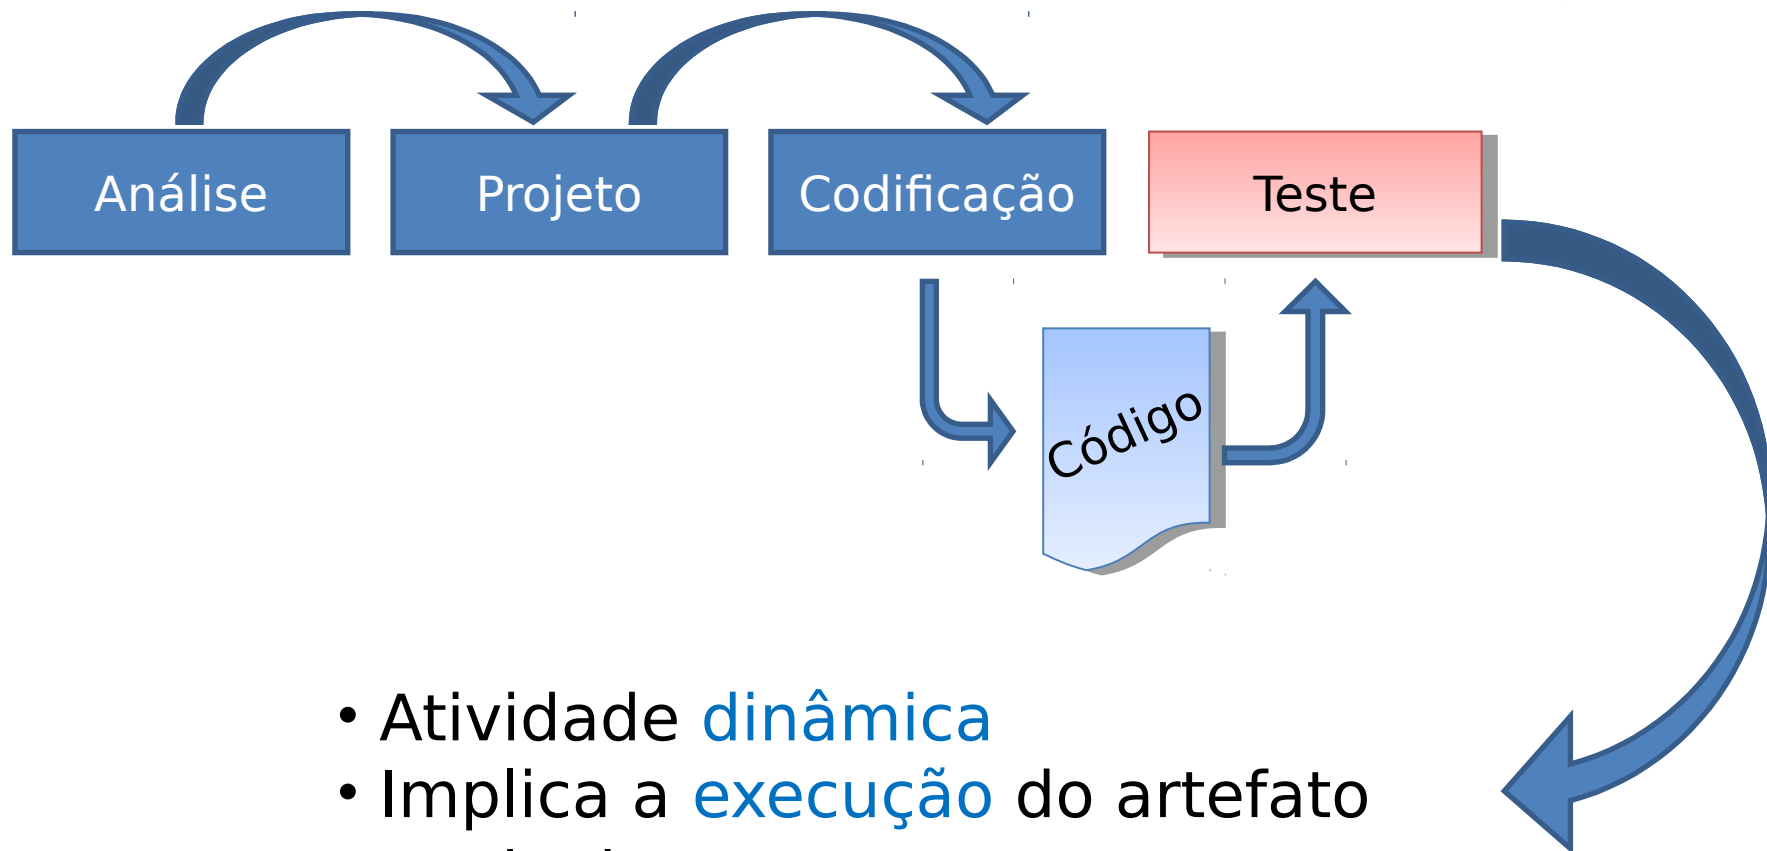 Análise
Projeto
Codificação
Teste
Código
• Atividade dinâmica
• Implica a execução do artefato